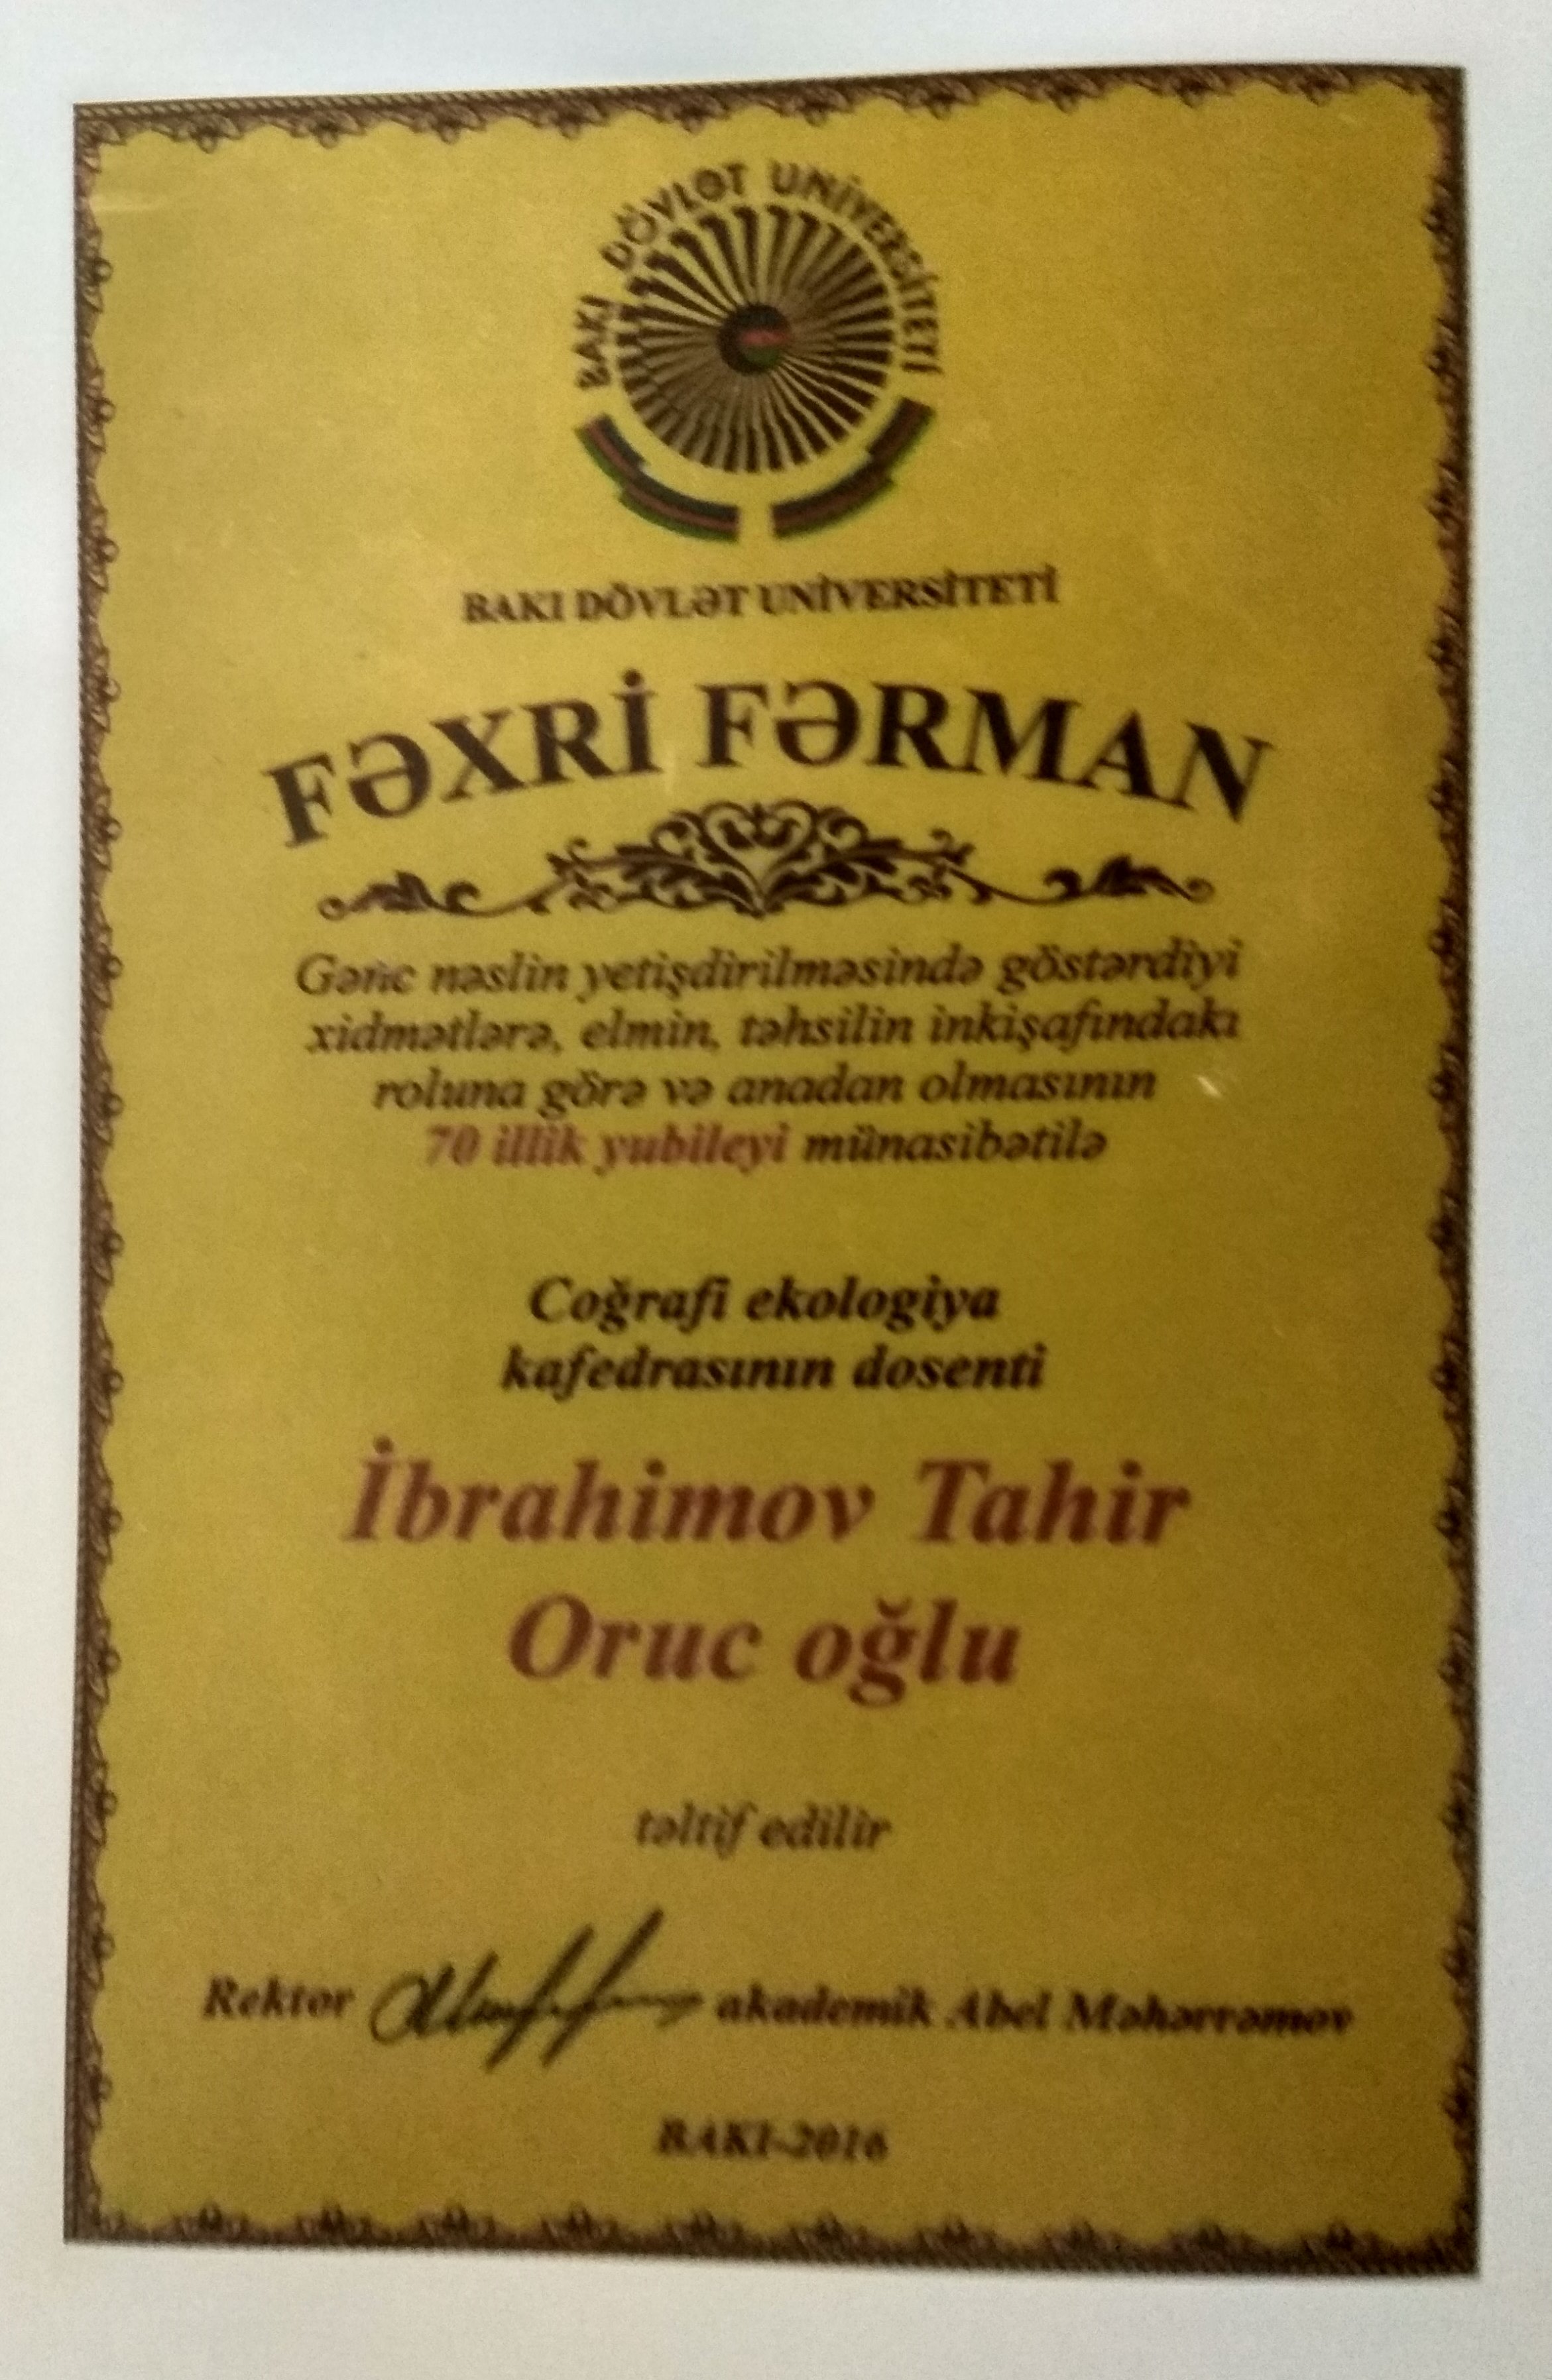 BAKI DÖVLƏT UNİVERSİTETİ
BAKI DÖVLƏT UNİVERSİTETİ
FƏXRİ FƏRMAN
Gənc nəslin yetişdirilməsində göstərdiyi
xidmətlərə, elmin, təhsilin inkişafındakı
roluna görə və anadan olmasının
70 illik yubileyi münasibətilə
Coğrafi ekologiya
kafedrasının dosenti
İbrahimov Tahir
Oruc oğlu
təltif edilir
Rektor akademik Abel Məhərrəmov
BAKI-2016